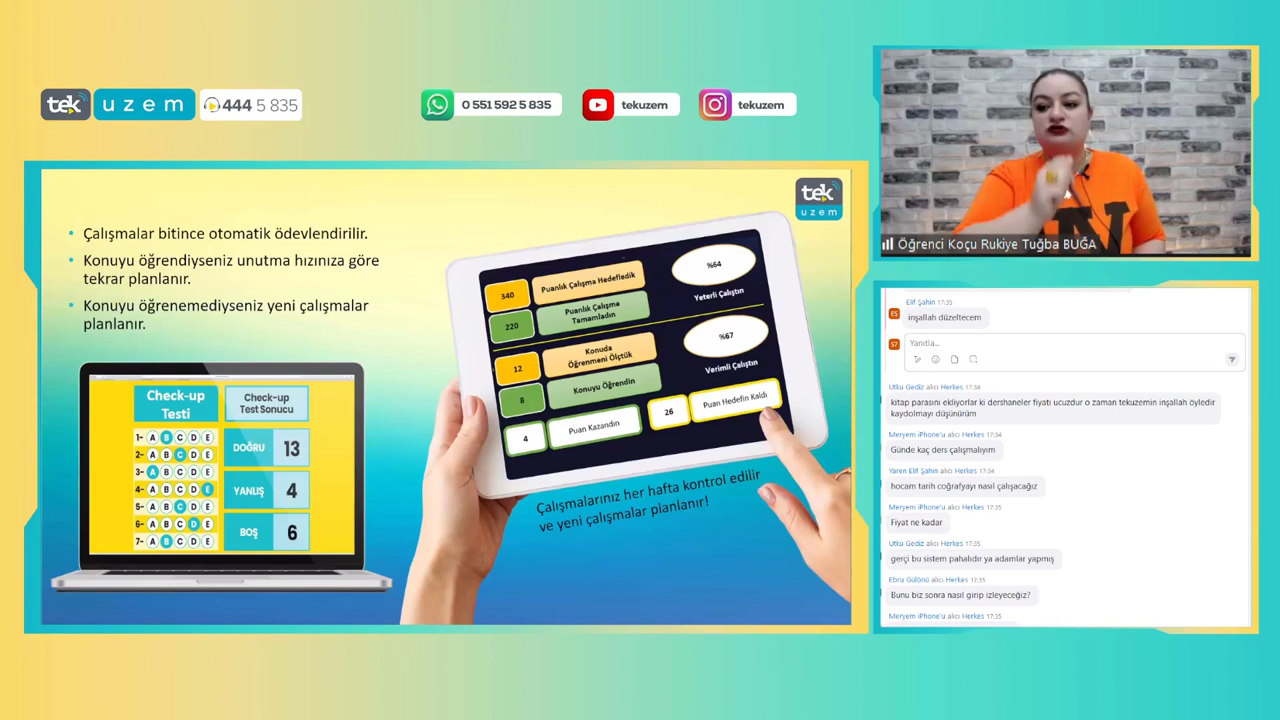 tek
uzem
444 5 835
0 551 592 5 835
tekuzem
tekuzem
tek
uzem
• Çalışmalar bitince otomatik ödevlendirilir.
• Konuyu öğrendiyseniz unutma hızınıza göre
tekrar planlanır.
• Konuyu öğrenemediyseniz yeni çalışmalar
planlanır.
Check-up
Testi
1- A B C D E
2- A B C D E
3- A B C D E
4- A B C D E
5- A B C D E
6- A B C D E
7- A B C D E
Check-up
Test Sonucu
DOĞRU 13
YANLIŞ 4
BOŞ 6
340 Puanlık Çalışma Hedefledik
220 Puanlık Çalışma
Tamamladın
%64
Yeterli Çalıştın
12 Konuda
Öğrenmeni Ölçtük
8 Konuyu Öğrendin
%67
Verimli Çalıştın
4 Puan Kazandın
26 Puan Hedefin Kaldı
Çalışmalarınız her hafta kontrol edilir
ve yeni çalışmalar planlanır!
Öğrenci Koçu Rukiye Tuğba BUĞA
Elif Şahin 17:35
EŞ
inşallah düzeltecem
Yanıtla...
Utku Gediz alıcı Herkes 17:34
kitap parasını ekliyorlar ki dershaneler fiyatı ucuzdur o zaman tekuzemin inşallah öyledir
kaydolmayı düşünürüm
Meryem iPhone'u alıcı Herkes 17:34
Günde kaç ders çalışmalıyım
Yaren Elif Şahin alıcı Herkes 17:34
hocam tarih coğrafyayı nasıl çalışacağız
Meryem iPhone'u alıcı Herkes 17:35
Fiyat ne kadar
Utku Gediz alıcı Herkes 17:35
gerçi bu sistem pahalıdır ya adamlar yapmış
Ebru Gülönü alıcı Herkes 17:35
Bunu biz sonra nasıl girip izleyeceğiz?
Meryem iPhone'u alıcı Herkes 17:35